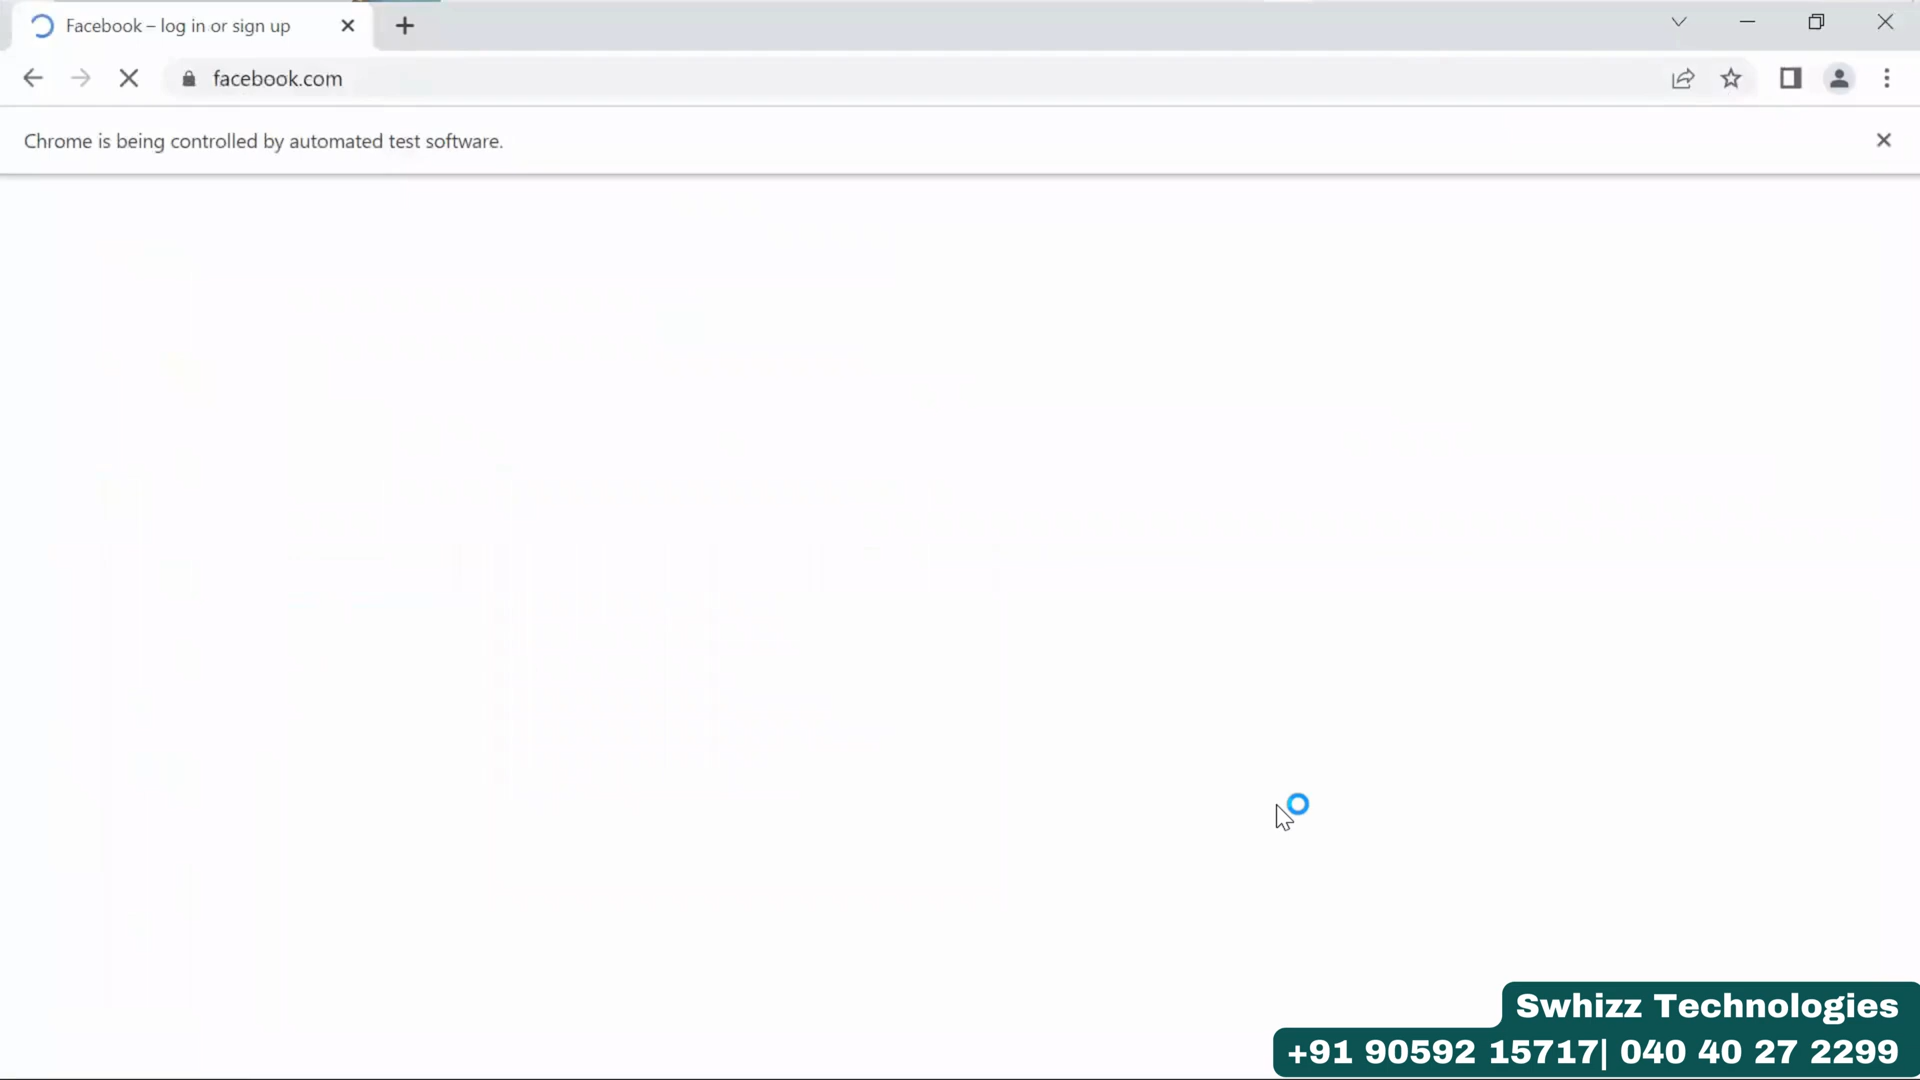 Facebook – log in or sign up
facebook.com
Chrome is being controlled by automated test software.
Swhizz Technologies
+91 90592 15717| 040 40 27 2299